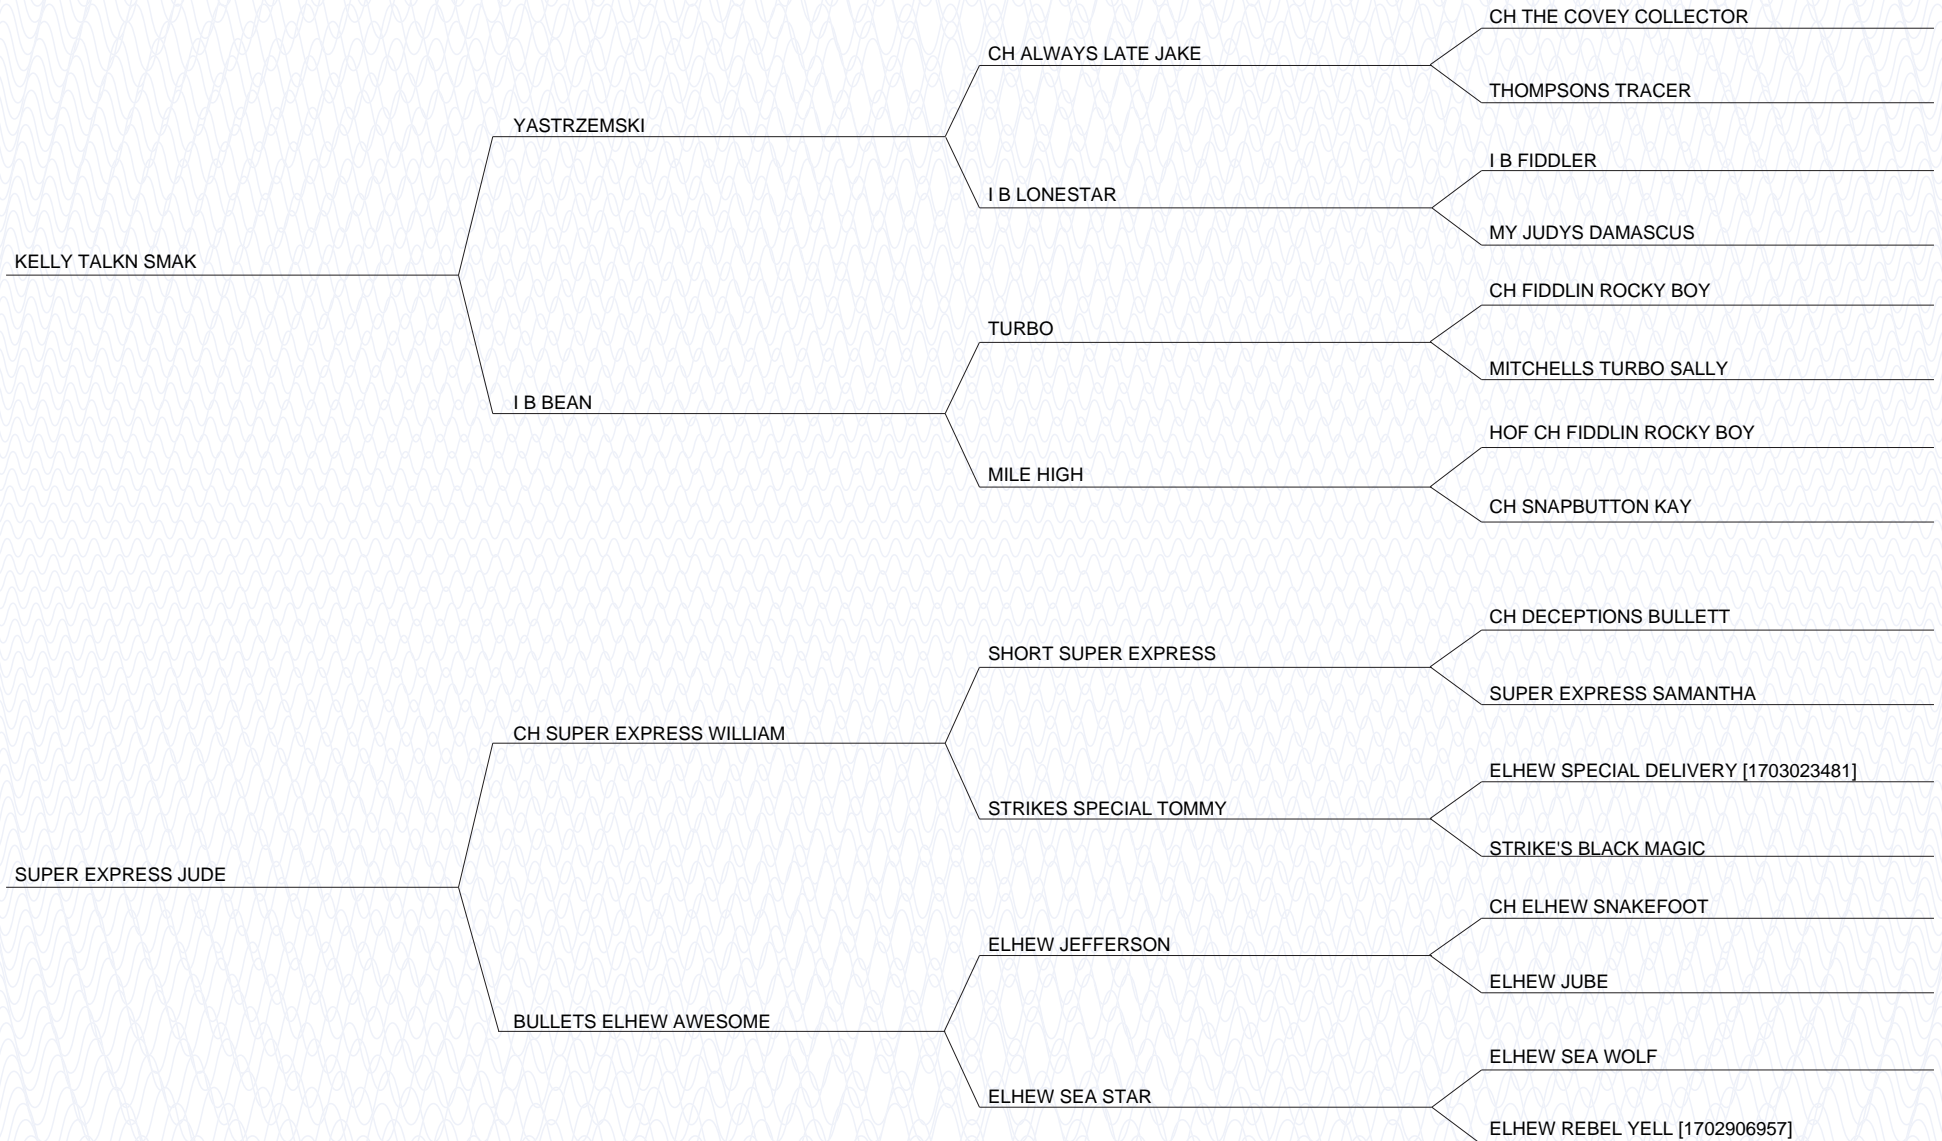 CH THE COVEY COLLECTOR
CH ALWAYS LATE JAKE
THOMPSONS TRACER
YASTRZEMSKI
I B FIDDLER
I B LONESTAR
MY JUDYS DAMASCUS
KELLY TALKN SMAK
CH FIDDLIN ROCKY BOY
TURBO
MITCHELLS TURBO SALLY
I B BEAN
HOF CH FIDDLIN ROCKY BOY
MILE HIGH
CH SNAPBUTTON KAY
CH DECEPTIONS BULLETT
SHORT SUPER EXPRESS
SUPER EXPRESS SAMANTHA
CH SUPER EXPRESS WILLIAM
ELHEW SPECIAL DELIVERY [1703023481]
STRIKES SPECIAL TOMMY
STRIKE'S BLACK MAGIC
SUPER EXPRESS JUDE
CH ELHEW SNAKEFOOT
ELHEW JEFFERSON
ELHEW JUBE
BULLETS ELHEW AWESOME
ELHEW SEA WOLF
ELHEW SEA STAR
ELHEW REBEL YELL [1702906957]